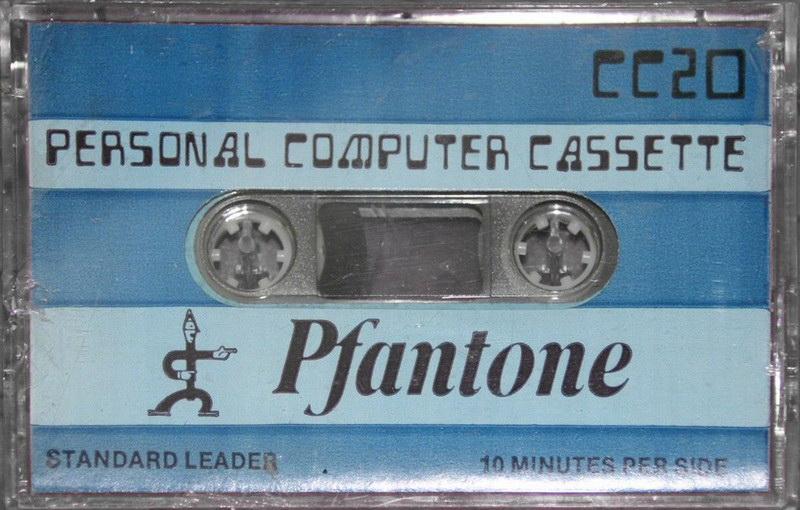 CC20
PERSONAL COMPUTER CASSETTE
Pfantone
STANDARD LEADER
10 MINUTES PER SIDE